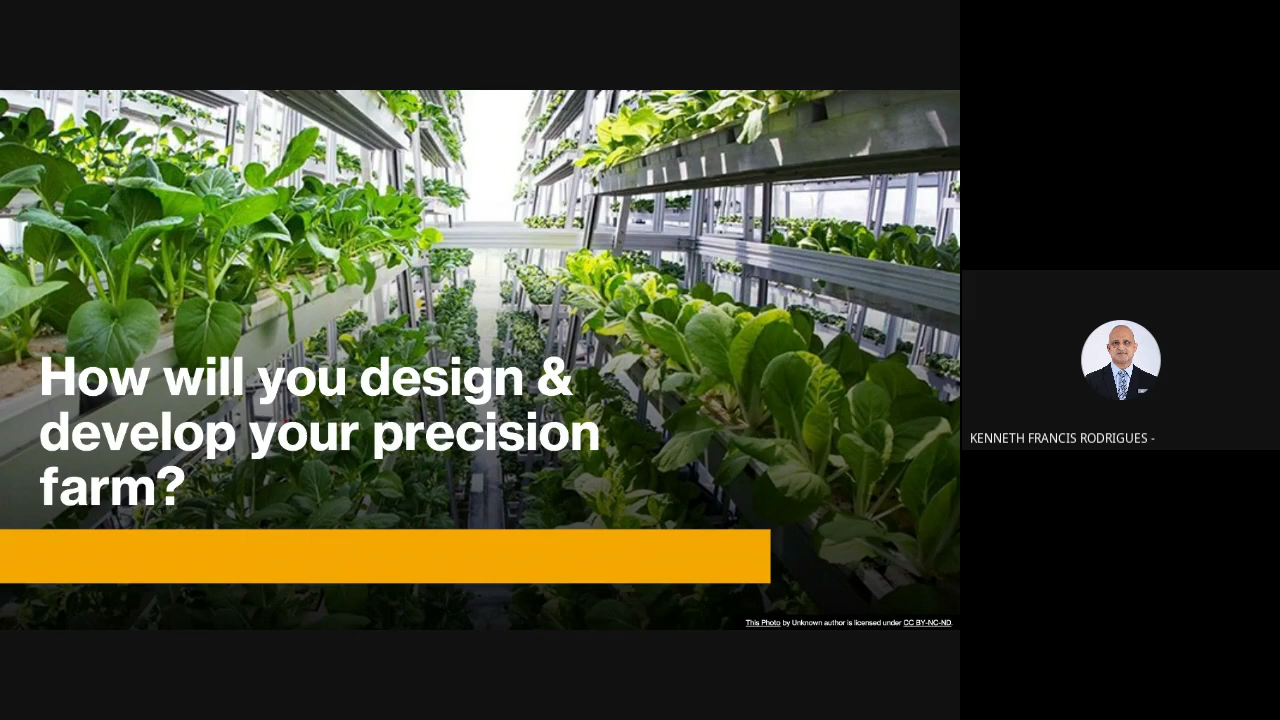 How will you design &
develop your precision
farm?
This Photo by Unknown author is licensed under CC BY-NC-ND.
KENNETH FRANCIS RODRIGUES -